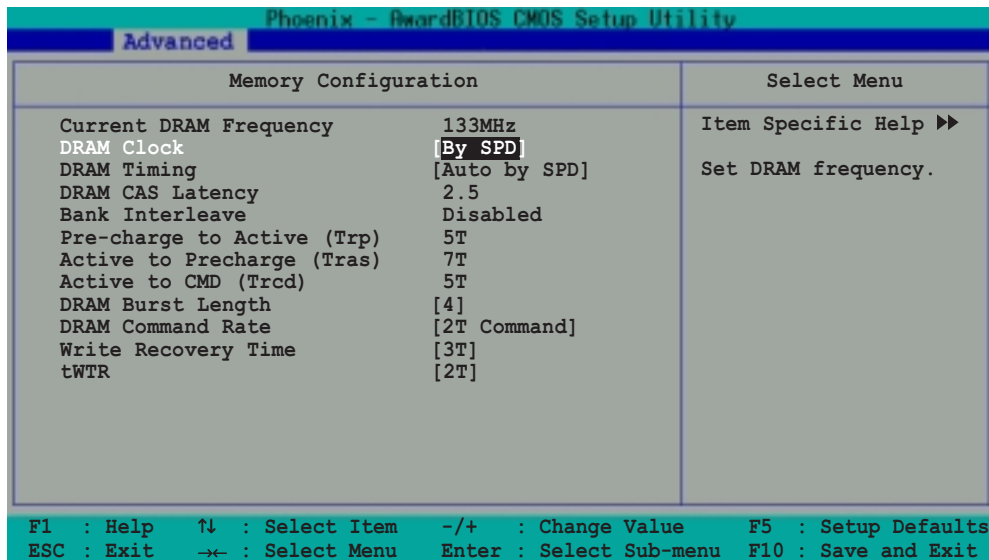 Phoenix - AwardBIOS CMOS Setup Utility
Advanced
Memory Configuration
Select Menu
Current DRAM Frequency 133MHz
DRAM Clock [By SPD]
DRAM Timing [Auto by SPD]
DRAM CAS Latency 2.5
Bank Interleave Disabled
Pre-charge to Active (Trp) 5T
Active to Precharge (Tras) 7T
Active to CMD (Trcd) 5T
DRAM Burst Length [4]
DRAM Command Rate [2T Command]
Write Recovery Time [3T]
tWTR [2T]
Item Specific Help ▶▶
Set DRAM frequency.
F1 : Help ↑↓ : Select Item -/+ : Change Value F5 : Setup Defaults
ESC : Exit →← : Select Menu Enter : Select Sub-menu F10 : Save and Exit